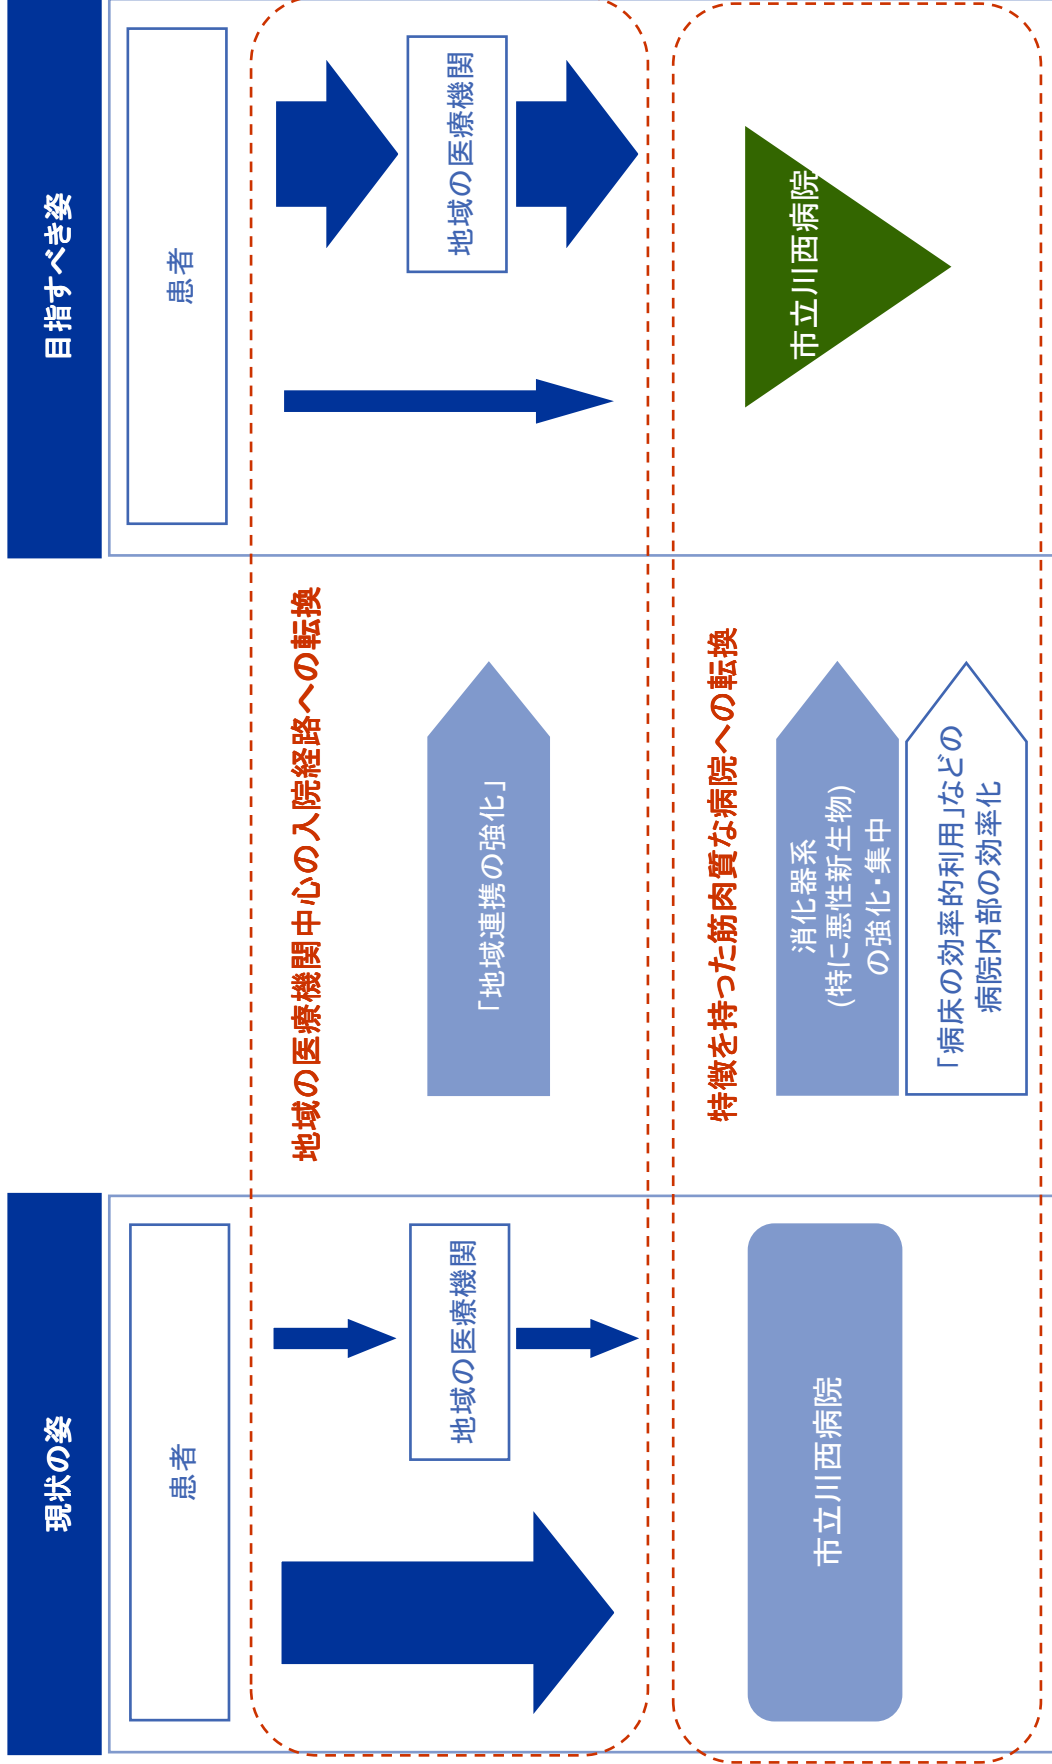 現状の姿
患者
地域の医療機関
市立川西病院
地域の医療機関中心の入院経路への転換
「地域連携の強化」
特徴を持った筋肉質な病院への転換
消化器系
(特に悪性新生物)
の強化・集中
「病床の効率的利用」などの
病院内部の効率化
目指すべき姿
患者
地域の医療機関
市立川西病院